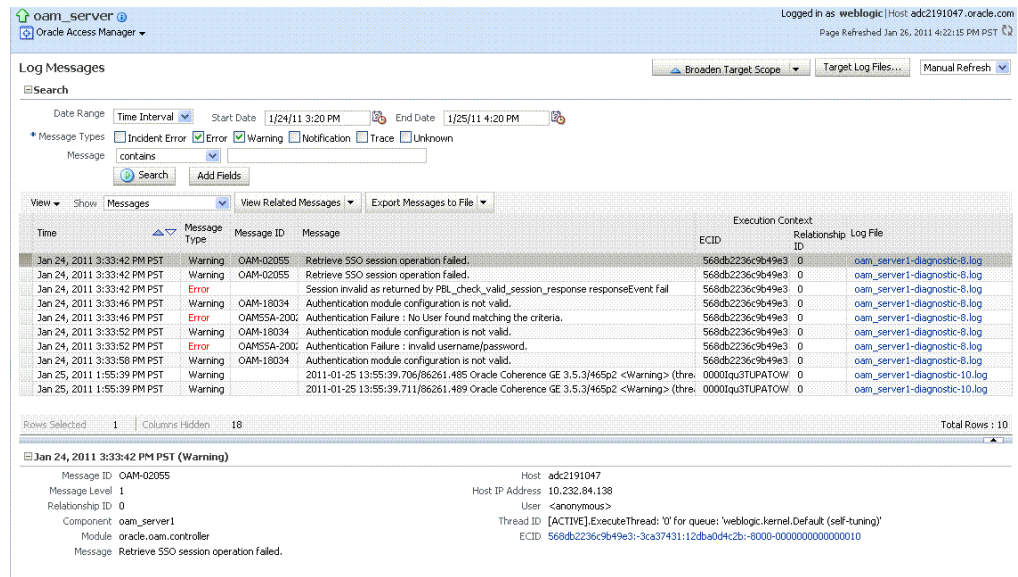 oam_server
Logged in as weblogic|Host adc2191047.oracle.com
Oracle Access Manager
Page Refreshed Jan 26, 2011 4:22:15 PM PST
Log Messages
Broaden Target Scope Target Log Files... Manual Refresh
Search
Date Range Time Interval Start Date 1/24/11 3:20 PM End Date 1/25/11 4:20 PM
* Message Types Incident Error Error Warning Notification Trace Unknown
Message contains
Search Add Fields
View Show Messages View Related Messages Export Messages to File
Execution Context
Time Message Type Message ID Message ECID Relationship ID Log File
Jan 24, 2011 3:33:42 PM PST Warning OAM-02055 Retrieve SSO session operation failed. 568db2236c9b49e3 0 oam_server1-diagnostic-8.log
Jan 24, 2011 3:33:42 PM PST Warning OAM-02055 Retrieve SSO session operation failed. 568db2236c9b49e3 0 oam_server1-diagnostic-8.log
Jan 24, 2011 3:33:42 PM PST Error Session invalid as returned by PBL_check_valid_session_response responseEvent fail 568db2236c9b49e3 0 oam_server1-diagnostic-8.log
Jan 24, 2011 3:33:46 PM PST Warning OAM-18034 Authentication module configuration is not valid. 568db2236c9b49e3 0 oam_server1-diagnostic-8.log
Jan 24, 2011 3:33:46 PM PST Error OAMSSA-200 Authentication Failure : No User found matching the criteria. 568db2236c9b49e3 0 oam_server1-diagnostic-8.log
Jan 24, 2011 3:33:52 PM PST Warning OAM-18034 Authentication module configuration is not valid. 568db2236c9b49e3 0 oam_server1-diagnostic-8.log
Jan 24, 2011 3:33:52 PM PST Error OAMSSA-200 Authentication Failure : invalid username/password. 568db2236c9b49e3 0 oam_server1-diagnostic-8.log
Jan 24, 2011 3:33:58 PM PST Warning OAM-18034 Authentication module configuration is not valid. 568db2236c9b49e3 0 oam_server1-diagnostic-8.log
Jan 25, 2011 1:55:39 PM PST Warning 2011-01-25 13:55:39.706/86261.485 Oracle Coherence GE 3.5.3/465p2 <Warning> (thre 0000Iqu3TUPATOW 0 oam_server1-diagnostic-10.log
Jan 25, 2011 1:55:39 PM PST Warning 2011-01-25 13:55:39.711/86261.489 Oracle Coherence GE 3.5.3/465p2 <Warning> (thre 0000Iqu3TUPATOW 0 oam_server1-diagnostic-10.log
Rows Selected 1 Columns Hidden 18 Total Rows : 10
Jan 24, 2011 3:33:42 PM PST (Warning)
Message ID OAM-02055 Host adc2191047
Message Level 1 Host IP Address 10.232.84.138
Relationship ID 0 User <anonymous>
Component oam_server1 Thread ID [ACTIVE].ExecuteThread: '0' for queue: 'weblogic.kernel.Default (self-tuning)'
Module oracle.oam.controller ECID 568db2236c9b49e3:-3ca37431:12dba0d4c2b:-8000-0000000000000010
Message Retrieve SSO session operation failed.